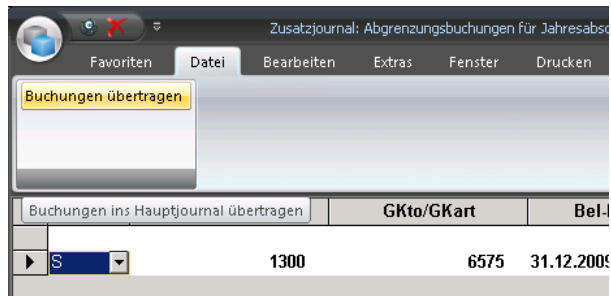 Zusatzjournal: Abgrenzungsbuchungen für Jahresabsc
Favoriten Datei Bearbeiten Extras Fenster Drucken
Buchungen übertragen
Buchungen ins Hauptjournal übertragen GKto/GKart Bel-
S 1300 6575 31.12.2009